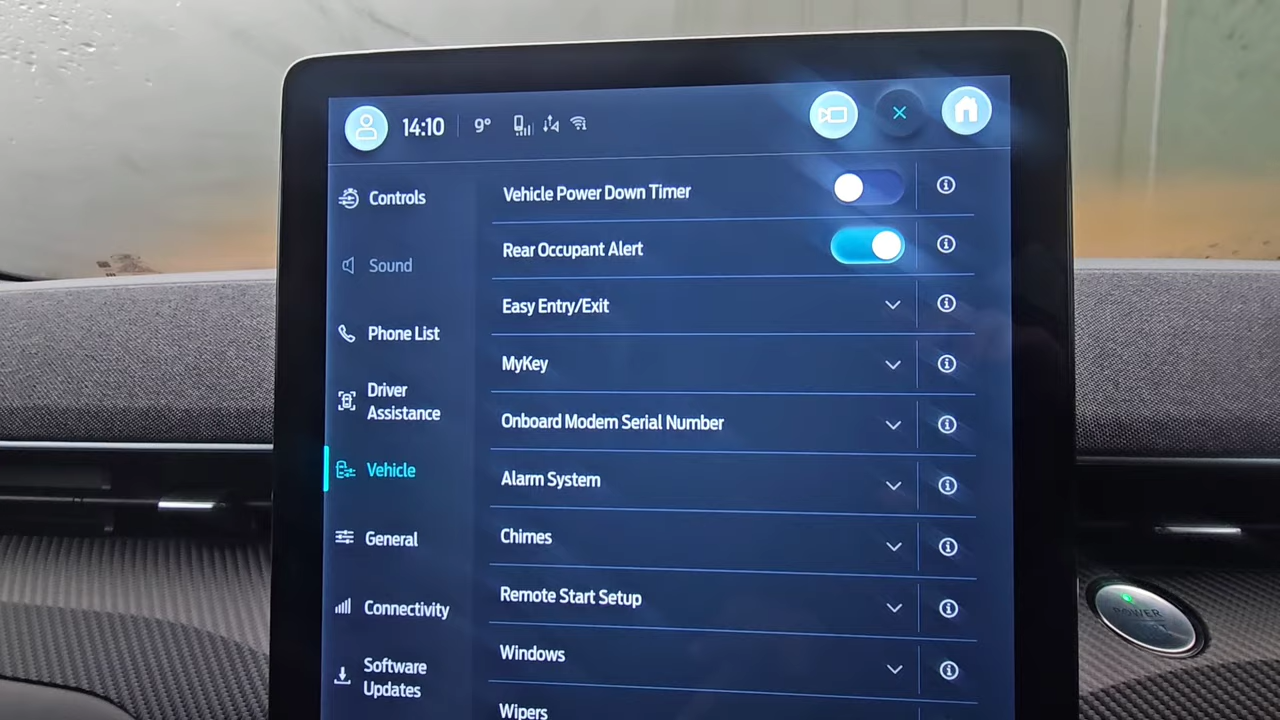 14:10 9°
Controls
Sound
Phone List
Driver
Assistance
Vehicle
General
Connectivity
Software
Updates
Vehicle Power Down Timer
Rear Occupant Alert
Easy Entry/Exit
MyKey
Onboard Modem Serial Number
Alarm System
Chimes
Remote Start Setup
Windows
Wipers
POWER